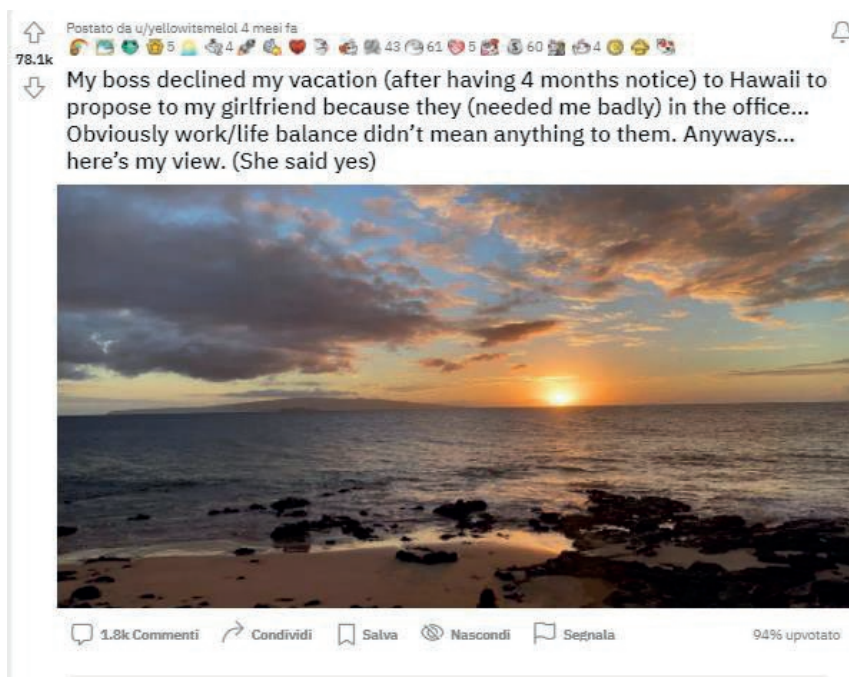 Postato da u/yellowitsmelol 4 mesi fa
5 4 43 61 5 60 4
78.1k
My boss declined my vacation (after having 4 months notice) to Hawaii to
propose to my girlfriend because they (needed me badly) in the office...
Obviously work/life balance didn't mean anything to them. Anyways...
here's my view. (She said yes)
1.8k Commenti Condividi Salva Nascondi Segnala 94% upvotato